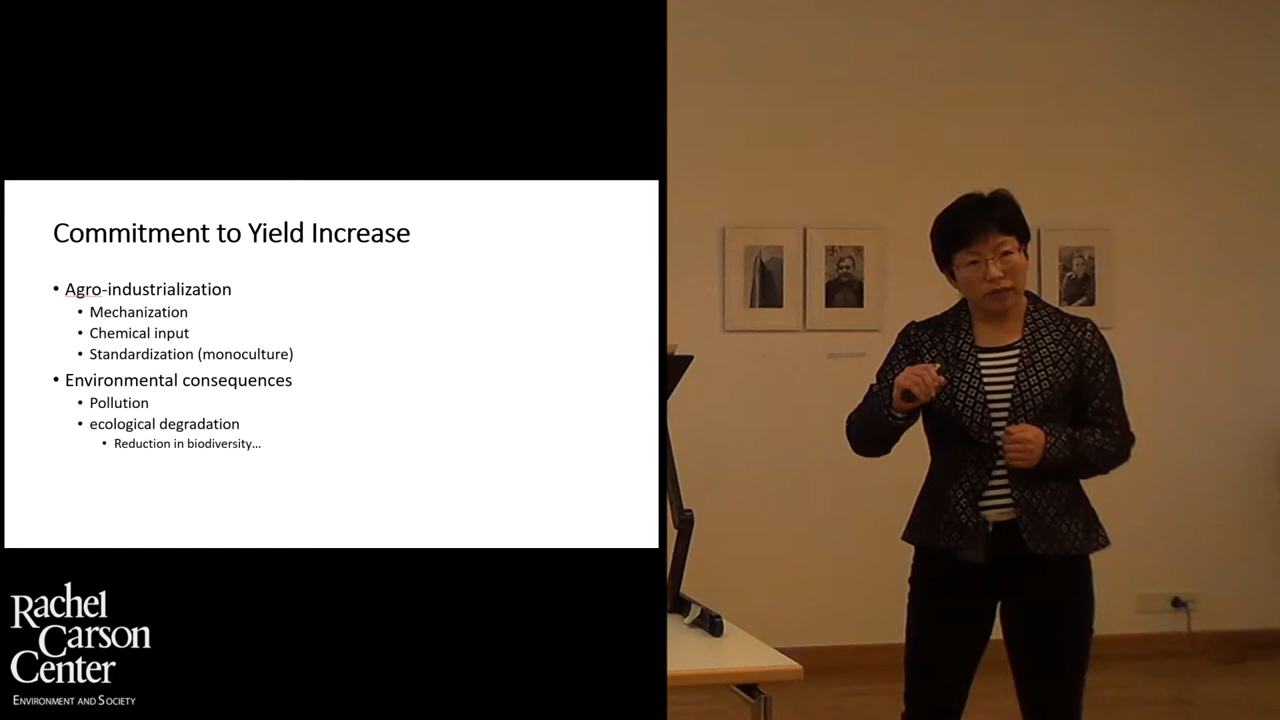 Commitment to Yield Increase
• Agro-industrialization
• Mechanization
• Chemical input
• Standardization (monoculture)
• Environmental consequences
• Pollution
• ecological degradation
• Reduction in biodiversity…
Rachel
Carson
Center
ENVIRONMENT AND SOCIETY